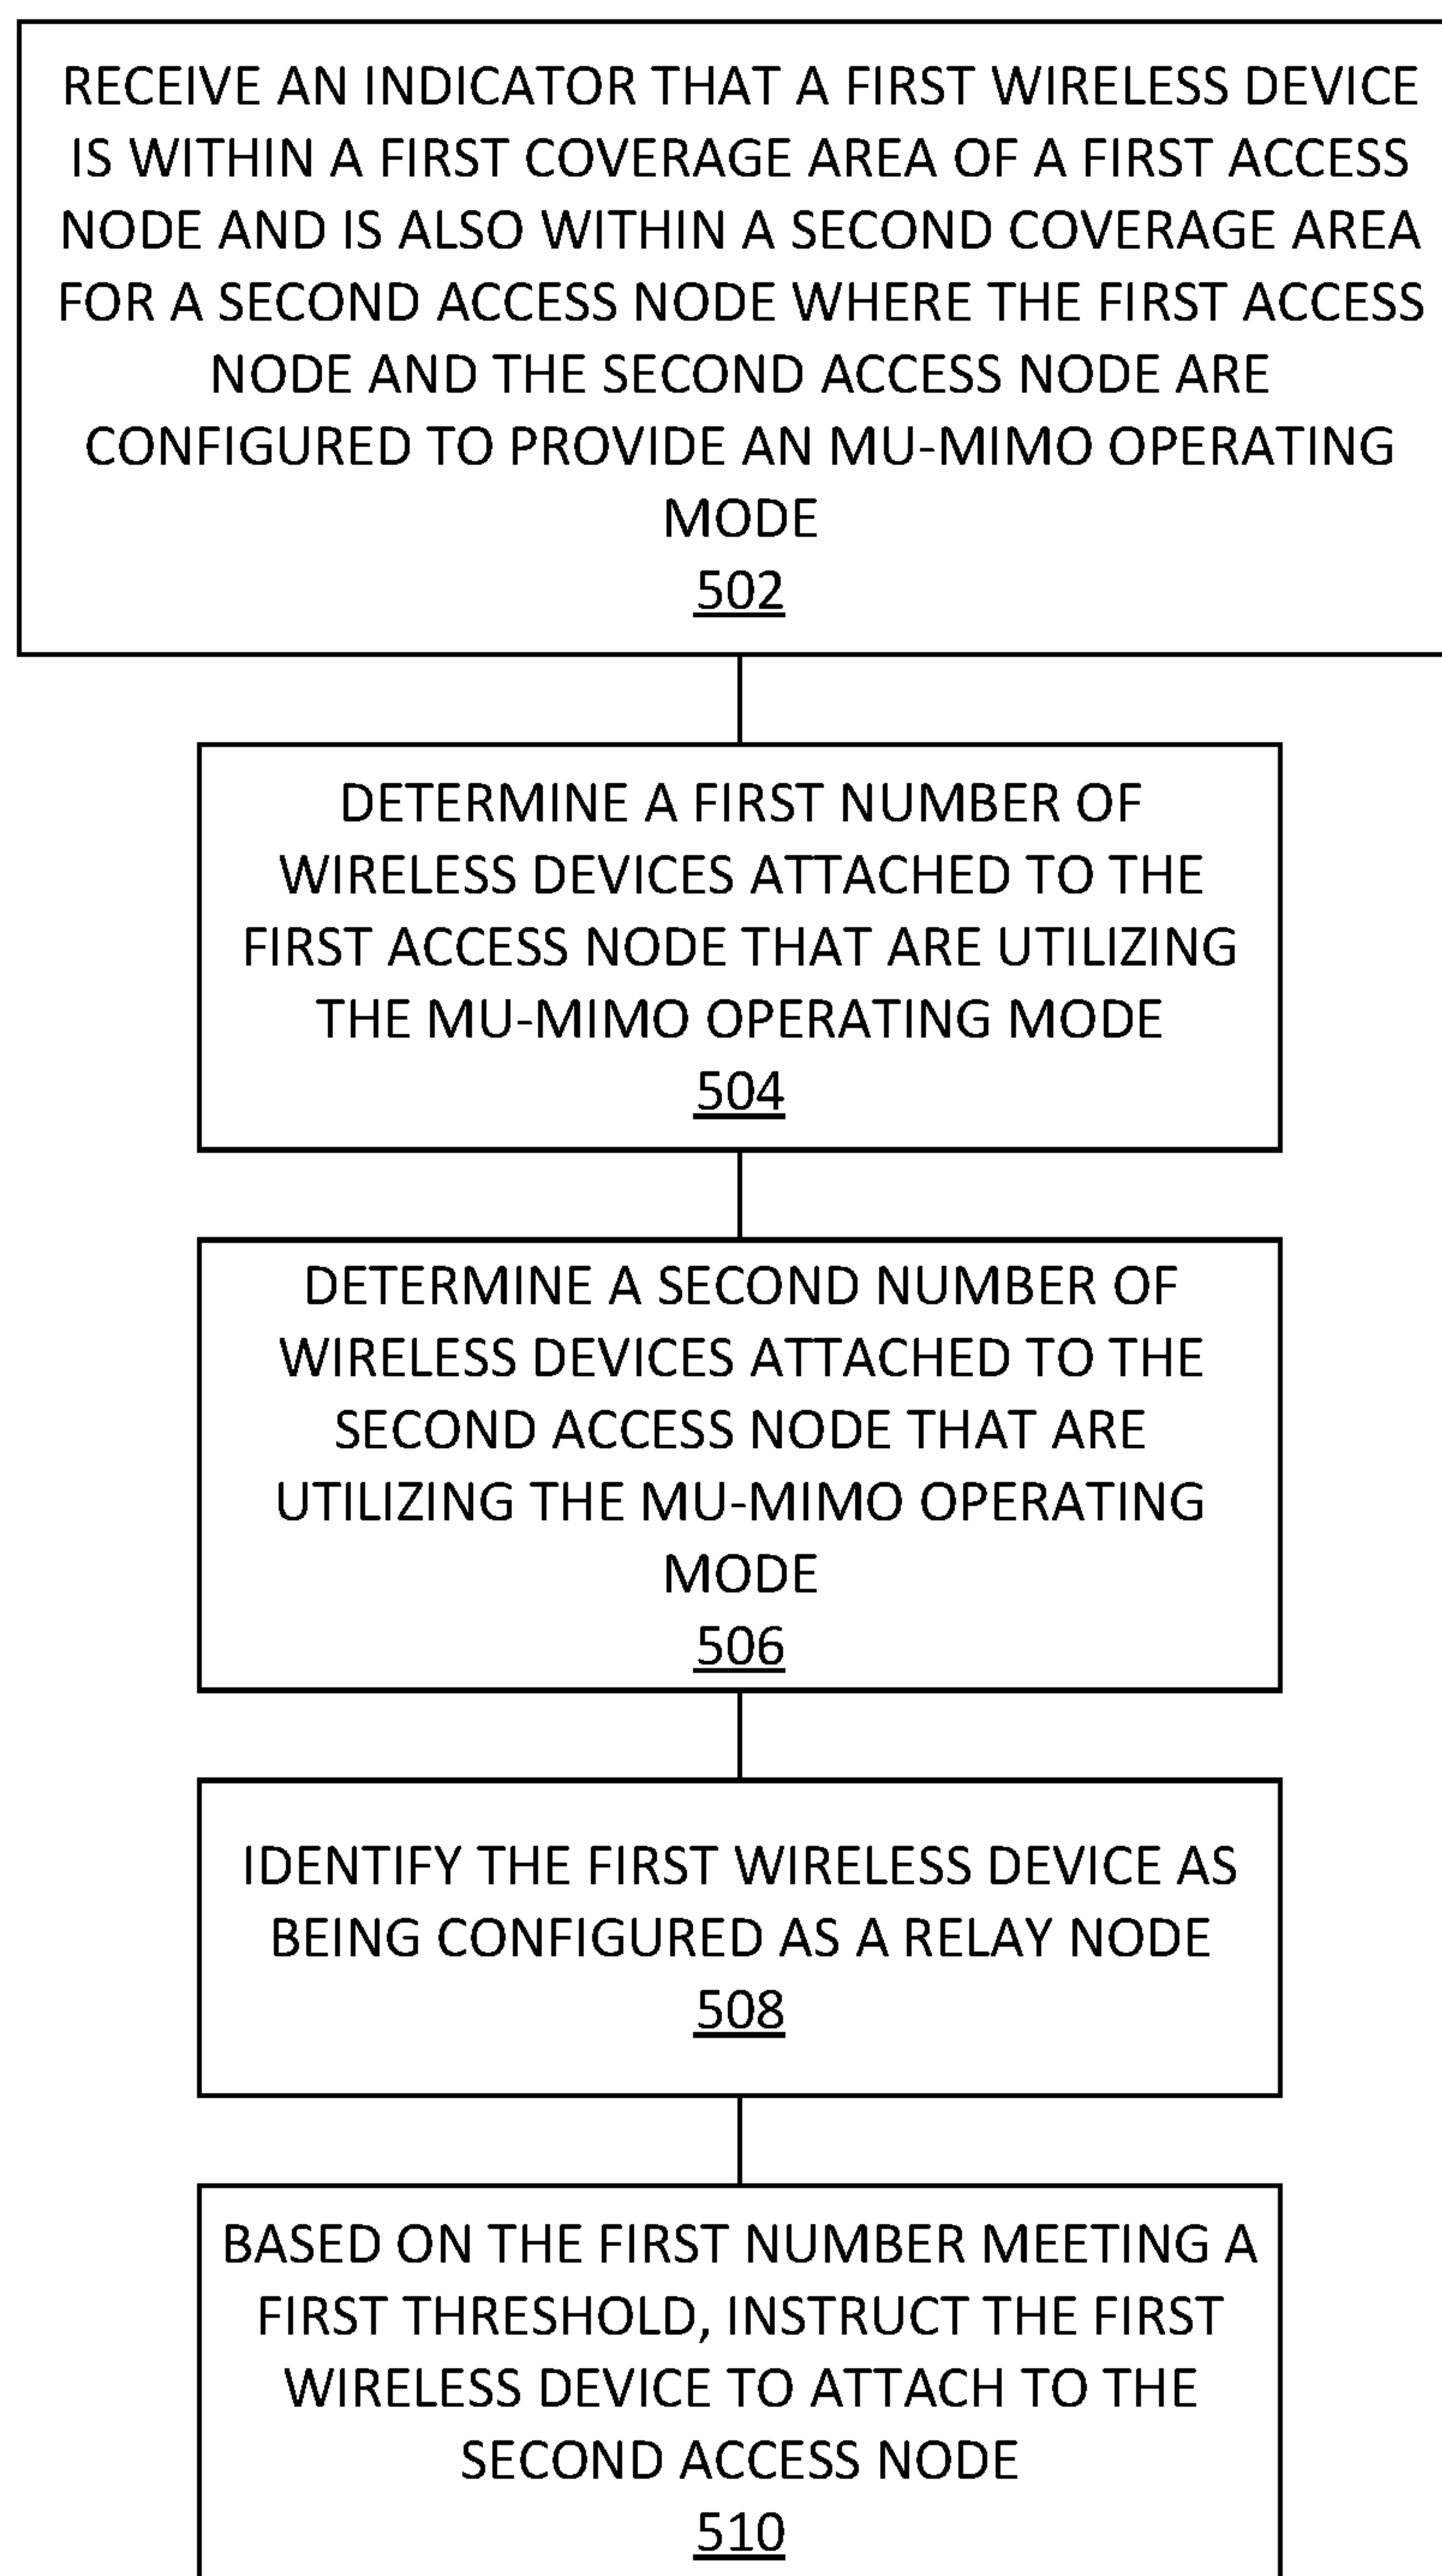 RECEIVE AN INDICATOR THAT A FIRST WIRELESS DEVICE
IS WITHIN A FIRST COVERAGE AREA OF A FIRST ACCESS
NODE AND IS ALSO WITHIN A SECOND COVERAGE AREA
FOR A SECOND ACCESS NODE WHERE THE FIRST ACCESS
NODE AND THE SECOND ACCESS NODE ARE
CONFIGURED TO PROVIDE AN MU-MIMO OPERATING
MODE
502
DETERMINE A FIRST NUMBER OF
WIRELESS DEVICES ATTACHED TO THE
FIRST ACCESS NODE THAT ARE UTILIZING
THE MU-MIMO OPERATING MODE
504
DETERMINE A SECOND NUMBER OF
WIRELESS DEVICES ATTACHED TO THE
SECOND ACCESS NODE THAT ARE
UTILIZING THE MU-MIMO OPERATING
MODE
506
IDENTIFY THE FIRST WIRELESS DEVICE AS
BEING CONFIGURED AS A RELAY NODE
508
BASED ON THE FIRST NUMBER MEETING A
FIRST THRESHOLD, INSTRUCT THE FIRST
WIRELESS DEVICE TO ATTACH TO THE
SECOND ACCESS NODE
510